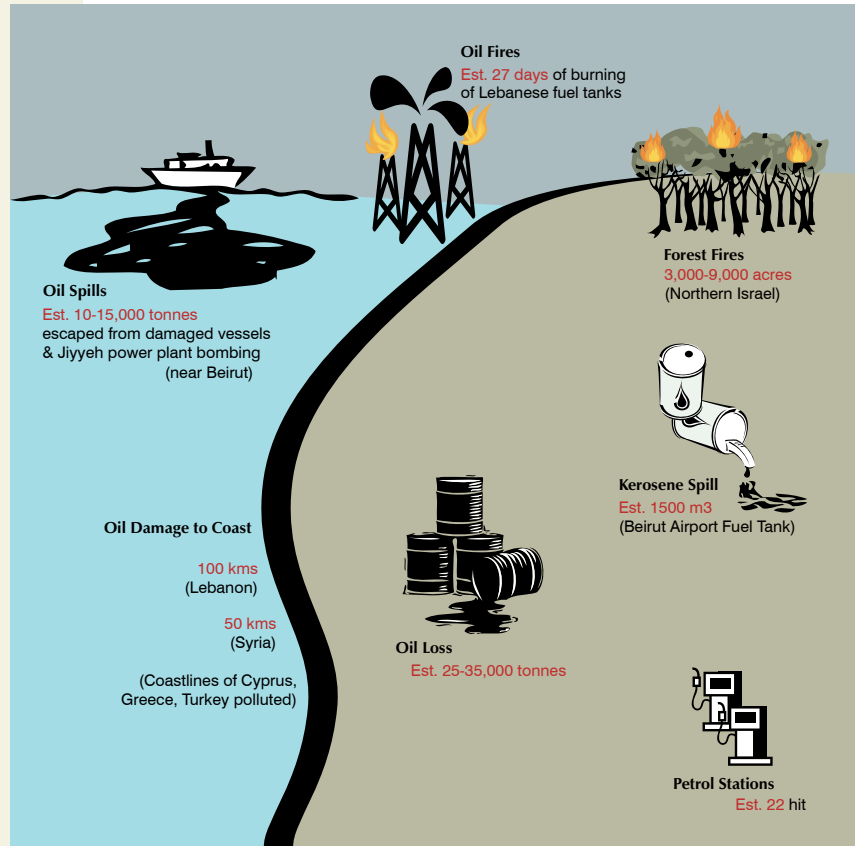 Oil Fires
Est. 27 days of burning
of Lebanese fuel tanks
Forest Fires
3,000-9,000 acres
(Northern Israel)
Oil Spills
Est. 10-15,000 tonnes
escaped from damaged vessels
& Jiyyeh power plant bombing
(near Beirut)
Kerosene Spill
Est. 1500 m3
(Beirut Airport Fuel Tank)
Oil Damage to Coast
100 kms
(Lebanon)
50 kms
(Syria)
(Coastlines of Cyprus,
Greece, Turkey polluted)
Oil Loss
Est. 25-35,000 tonnes
Petrol Stations
Est. 22 hit